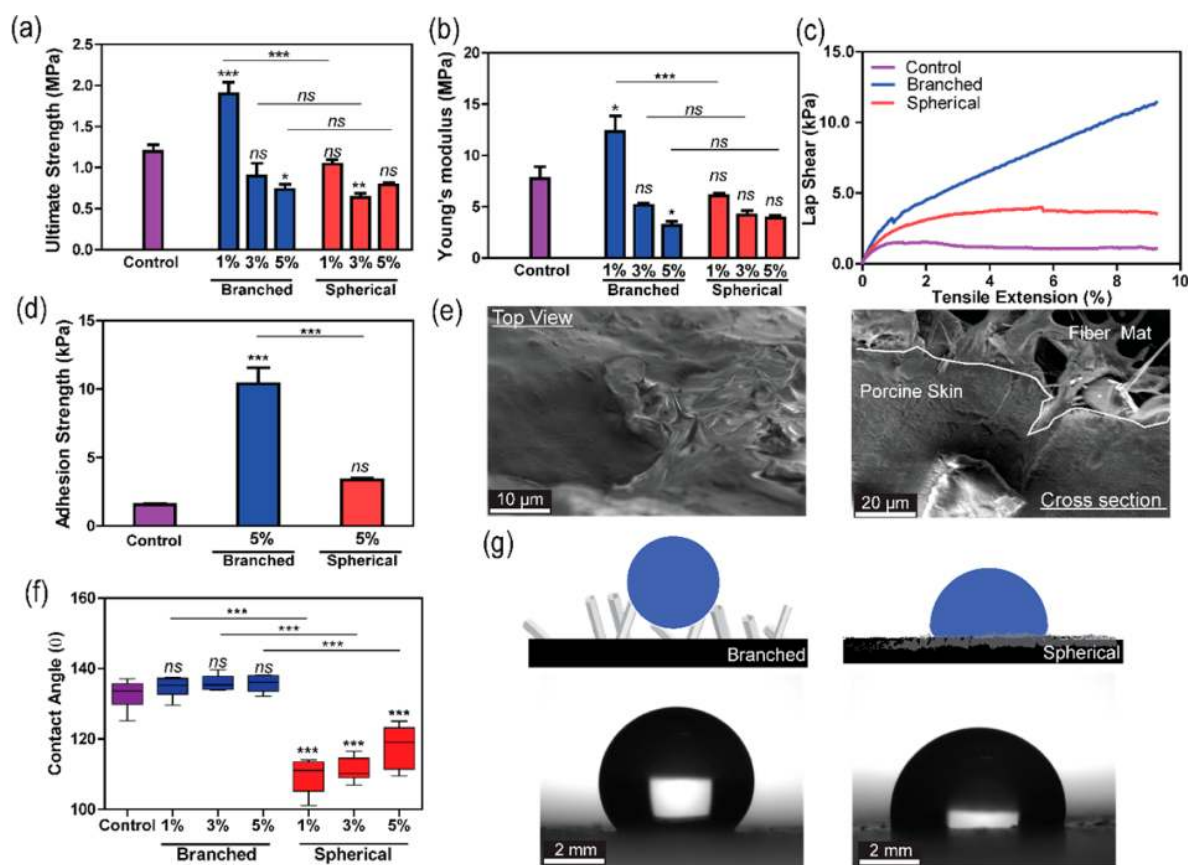 (a)
Ultimate Strength (MPa)
2.5
2.0
1.5
1.0
0.5
0.0
***
***
ns
ns
ns
*
ns
**
ns
Control
1% 3% 5%
1% 3% 5%
Branched
Spherical
(b)
Young's modulus (MPa)
20
15
10
5
0
***
*
ns
ns
ns
*
ns
ns
ns
Control
1% 3% 5%
1% 3% 5%
Branched
Spherical
(c)
Lap Shear (kPa)
15.0
10.0
5.0
0.0
Control
Branched
Spherical
0 2 4 6 8 10
Tensile Extension (%)
(d)
Adhesion Strength (kPa)
15
10
5
0
***
***
ns
Control
5%
5%
Branched
Spherical
(e)
Top View
10 µm
Fiber Mat
Porcine Skin
20 µm
Cross section
(f)
Contact Angle (θ)
160
140
120
100
***
***
***
ns
ns
ns
***
***
***
Control 1% 3% 5% 1% 3% 5%
Branched
Spherical
(g)
Branched
Spherical
2 mm
2 mm